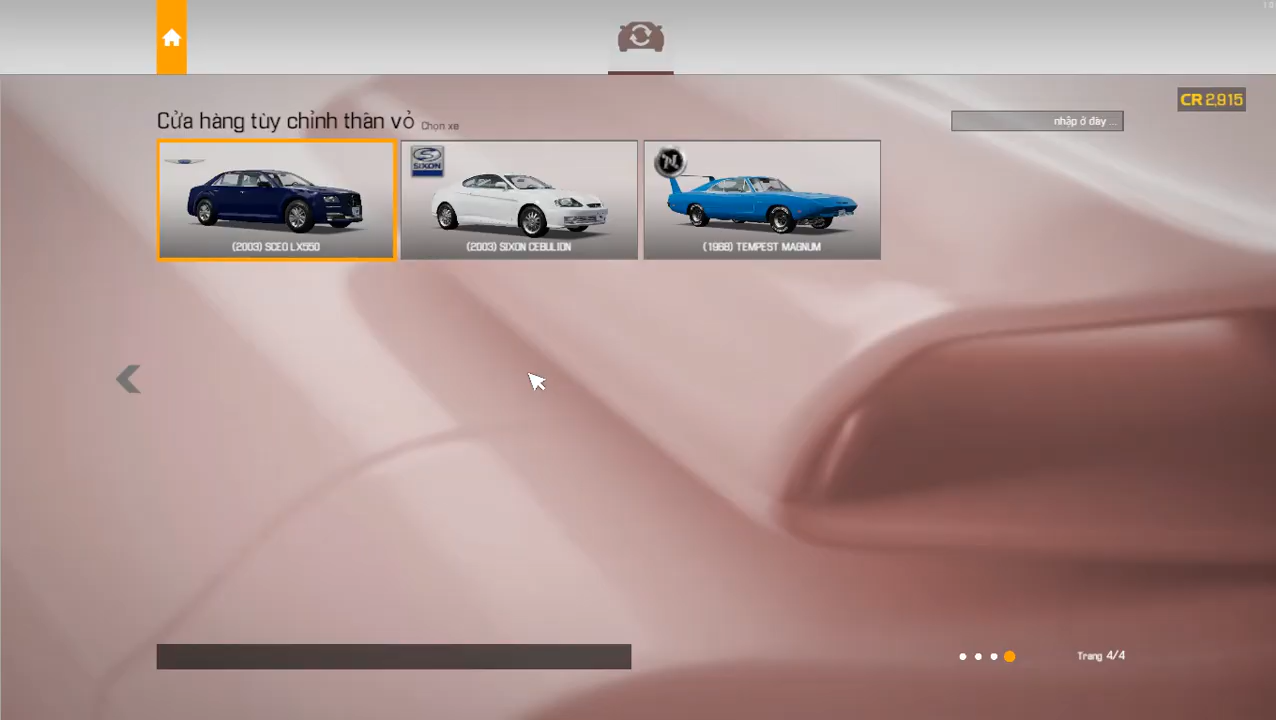 CR 2,915
Cửa hàng tùy chỉnh thân vỏ Chọn xe
nhập ở đây ...
SIXON
(2003) SCEO LX550
(2003) SIXON CEBULION
(1968) TEMPEST MAGNUM
Trang 4/4